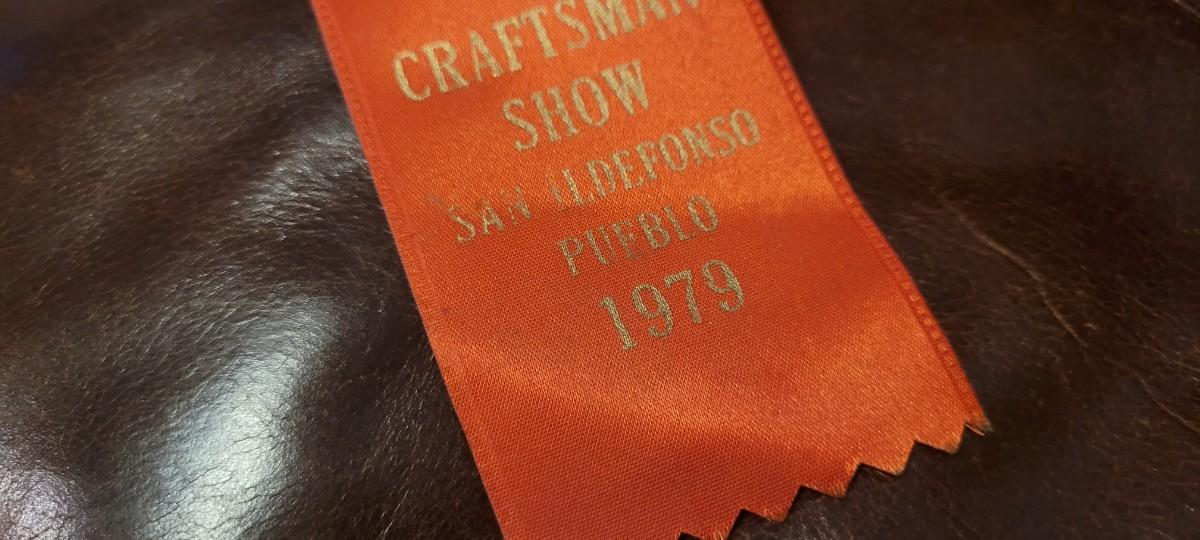 CRAFTSMAN
SHOW
SAN ILDEFONSO
PUEBLO
1979